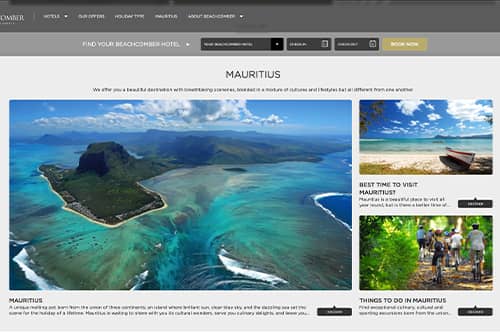 COMBER
HOTELS
OUR OFFERS
HOLIDAY TYPE
MAURITIUS
ABOUT BEACHCOMBER
FIND YOUR BEACHCOMBER HOTEL
YOUR BEACHCOMBER HOTEL
CHECK-IN
CHECK-OUT
BOOK NOW
MAURITIUS
We offer you a beautiful destination with breathtaking sceneries, blended in a mixture of cultures and lifestyles but all different from one another
BEST TIME TO VISIT
MAURITIUS?
Mauritius is a beautiful place to visit all
year round, but is there a better time of...
DISCOVER
MAURITIUS
A unique melting pot, born from the union of three continents, an island where brilliant sun, clear blue sky, and the dazzling sea set the
scene for the holiday of a lifetime. Mauritius is waiting to share with you its cultural wonders, serve you culinary delights, and leave you...
DISCOVER
THINGS TO DO IN MAURITIUS
Find exceptional culinary, cultural and
sporting excursions born from the union...
DISCOVER